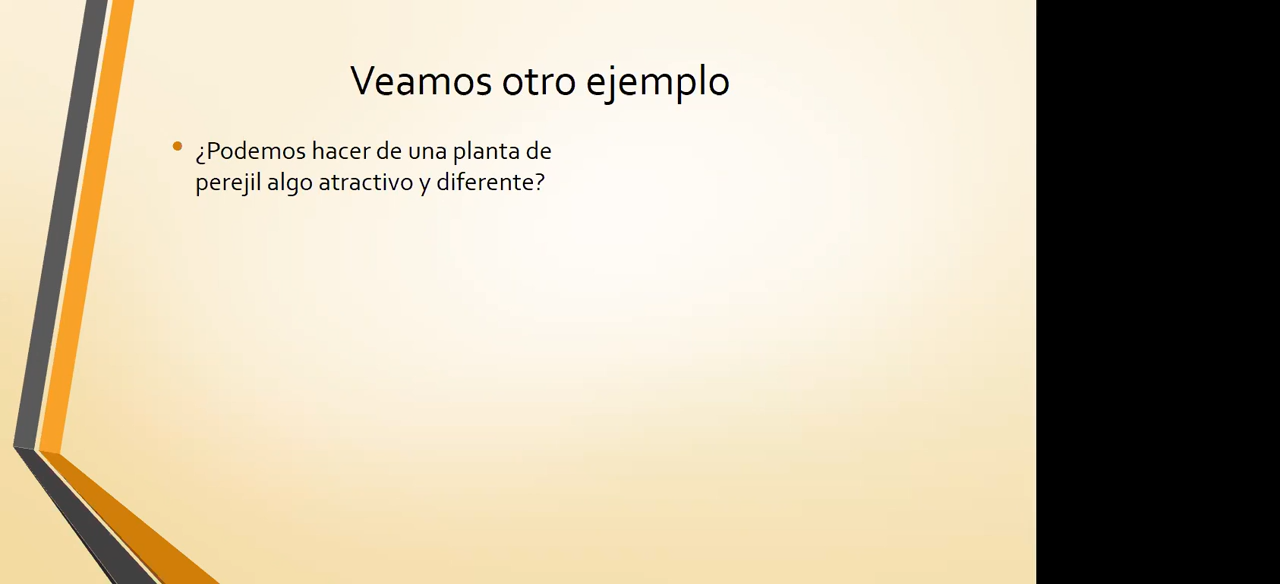 Veamos otro ejemplo
¿Podemos hacer de una planta de
perejil algo atractivo y diferente?